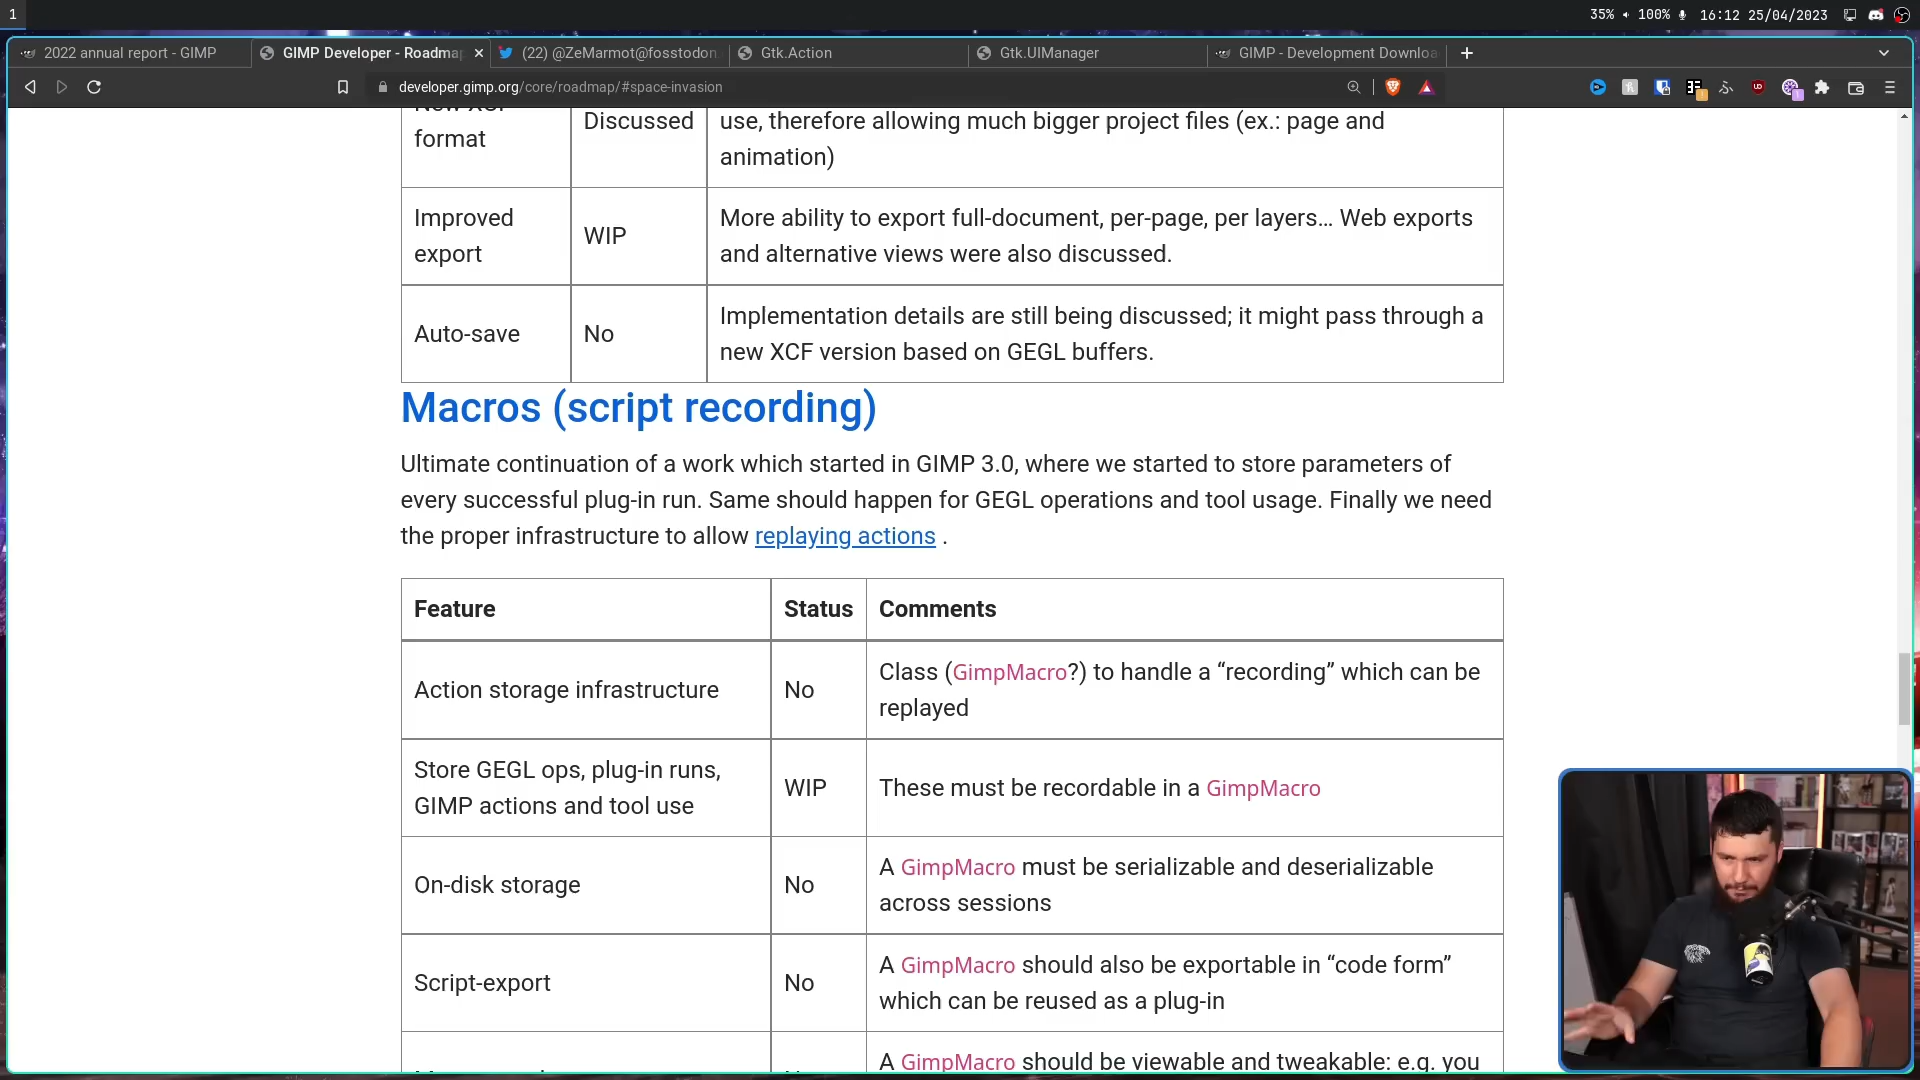 1
35% 100% 16:12 25/04/2023
2022 annual report - GIMP
GIMP Developer - Roadma
(22) @ZeMarmot@fosstodon
Gtk.Action
Gtk.UIManager
GIMP - Development Downloa
developer.gimp.org/core/roadmap/#space-invasion
New XCF
format
Discussed
use, therefore allowing much bigger project files (ex.: page and
animation)
Improved
export
WIP
More ability to export full-document, per-page, per layers… Web exports
and alternative views were also discussed.
Auto-save
No
Implementation details are still being discussed; it might pass through a
new XCF version based on GEGL buffers.
Macros (script recording)
Ultimate continuation of a work which started in GIMP 3.0, where we started to store parameters of
every successful plug-in run. Same should happen for GEGL operations and tool usage. Finally we need
the proper infrastructure to allow replaying actions .
Feature
Status
Comments
Action storage infrastructure
No
Class (GimpMacro?) to handle a “recording” which can be
replayed
Store GEGL ops, plug-in runs,
GIMP actions and tool use
WIP
These must be recordable in a GimpMacro
On-disk storage
No
A GimpMacro must be serializable and deserializable
across sessions
Script-export
No
A GimpMacro should also be exportable in “code form”
which can be reused as a plug-in
A GimpMacro should be viewable and tweakable: e.g. you